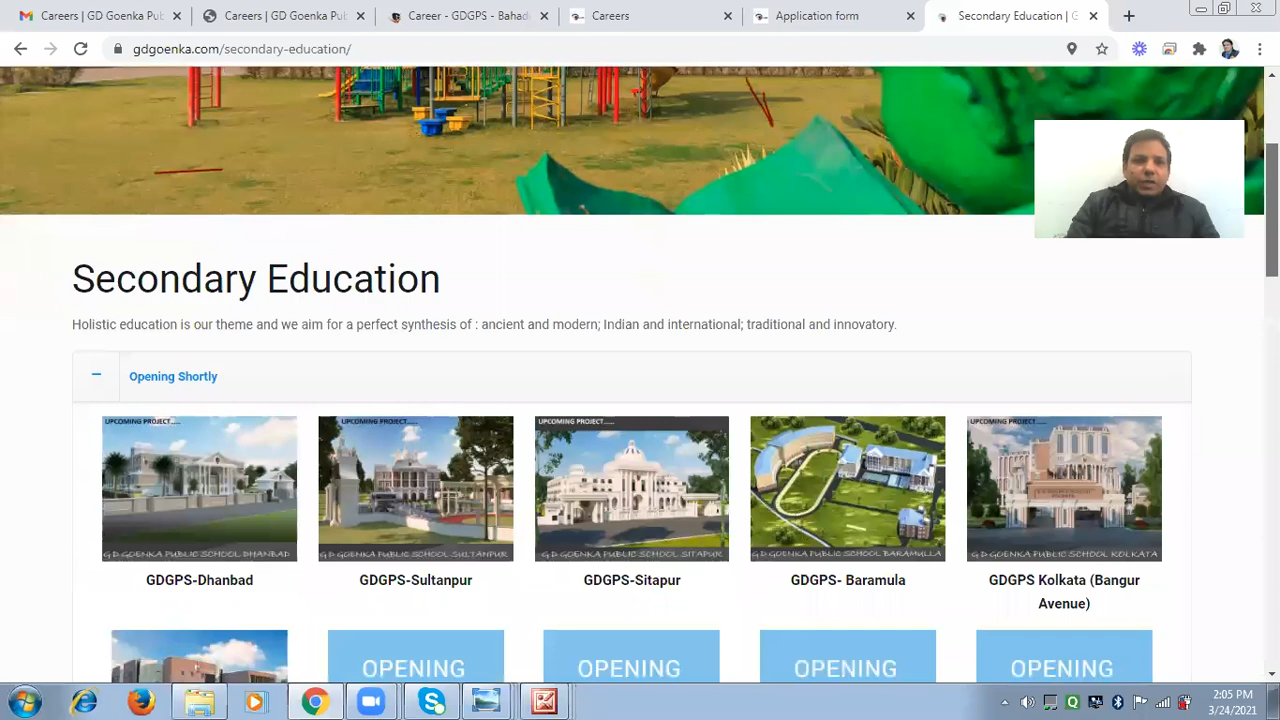 Careers | GD Goenka Public
Careers | GD Goenka Public
Career - GDGPS - Bahad
Careers
Application form
Secondary Education | G
gdgoenka.com/secondary-education/
Secondary Education
Holistic education is our theme and we aim for a perfect synthesis of : ancient and modern; Indian and international; traditional and innovatory.
Opening Shortly
UPCOMING PROJECT.....
UPCOMING PROJECT.....
UPCOMING PROJECT.....
UPCOMING PROJECT.....
G D GOENKA PUBLIC SCHOOL DHANBAD
G D GOENKA PUBLIC SCHOOL SULTANPUR
G D GOENKA PUBLIC SCHOOL SITAPUR
G D GOENKA PUBLIC SCHOOL BARAMULLA
G D GOENKA PUBLIC SCHOOL KOLKATA
GDGPS-Dhanbad
GDGPS-Sultanpur
GDGPS-Sitapur
GDGPS- Baramula
GDGPS Kolkata (Bangur
Avenue)
OPENING
OPENING
OPENING
OPENING
2:05 PM
3/24/2021